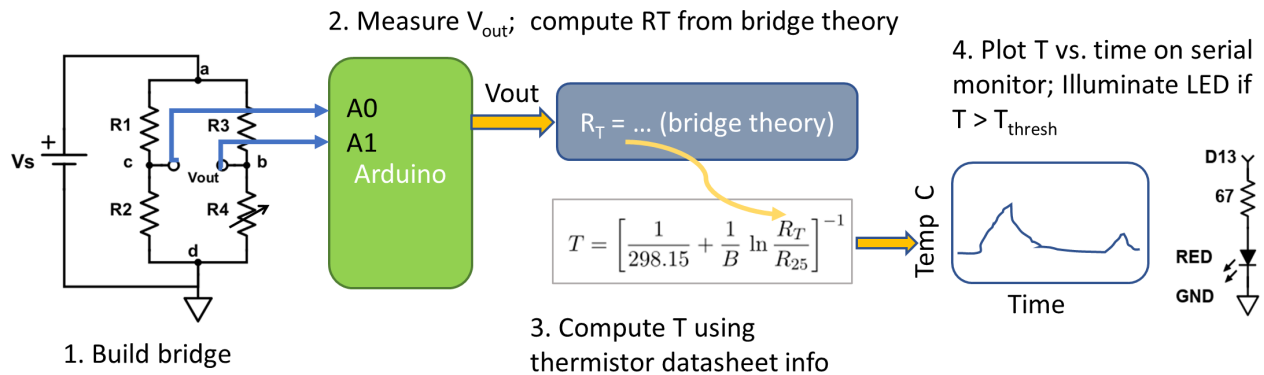 2. Measure Vout;  compute RT from bridge theory
4. Plot T vs. time on serial
monitor; Illuminate LED if
T > Tthresh
a
R1
R3
+
Vs
c
b
Vout
R2
R4
d
A0
A1
Arduino
Vout
RT = ... (bridge theory)
T = [ 1/298.15 + 1/B ln RT/R25 ]^-1
Temp C
Time
D13
67
RED
GND
1. Build bridge
3. Compute T using
thermistor datasheet info